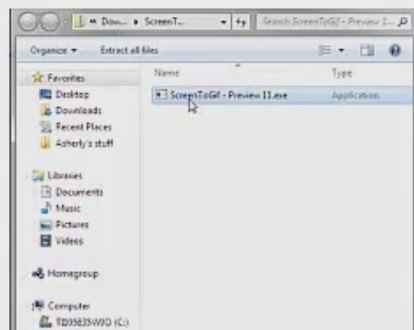 « Dow... ▸ ScreenT...
Search ScreenToGif - Preview 1...
Organize ▾ Extract all files
Favorites
Desktop
Downloads
Recent Places
Asherly's stuff
Libraries
Documents
Music
Pictures
Videos
Homegroup
Computer
(C:)
Name Type
ScreenToGif - Preview 11.exe Application